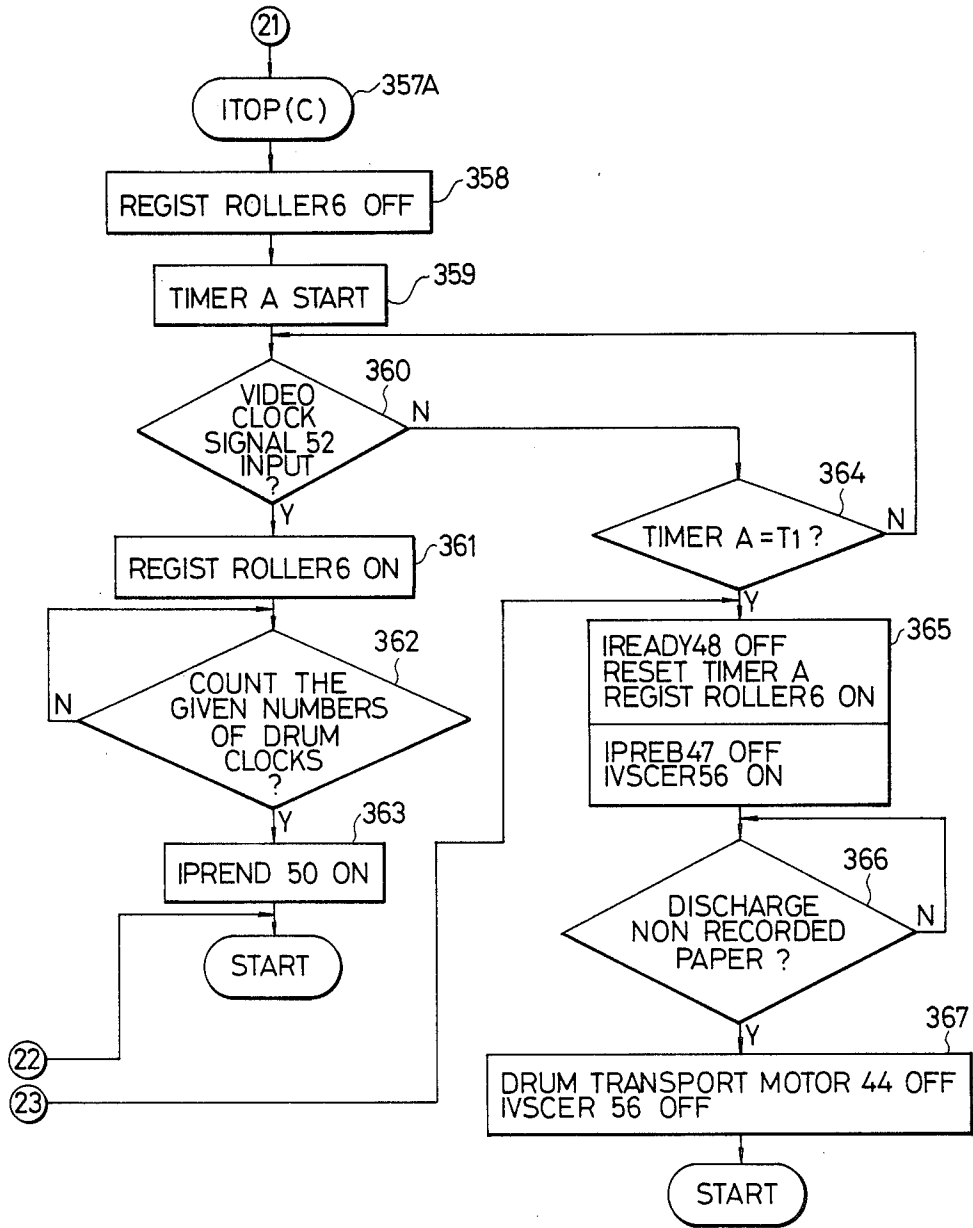 21
ITOP(C)
357A
REGIST ROLLER6 OFF
358
TIMER A START
359
VIDEO
CLOCK
SIGNAL 52
INPUT
?
360
N
Y
REGIST ROLLER6 ON
361
COUNT THE
GIVEN NUMBERS
OF DRUM
CLOCKS
?
362
N
Y
IPREND 50 ON
363
START
22
23
TIMER A=T1 ?
364
N
Y
IREADY48 OFF
RESET TIMER A
REGIST ROLLER6 ON
IPREB47 OFF
IVSCER56 ON
365
DISCHARGE
NON RECORDED
PAPER ?
366
N
Y
DRUM TRANSPORT MOTOR 44 OFF
IVSCER 56 OFF
367
START